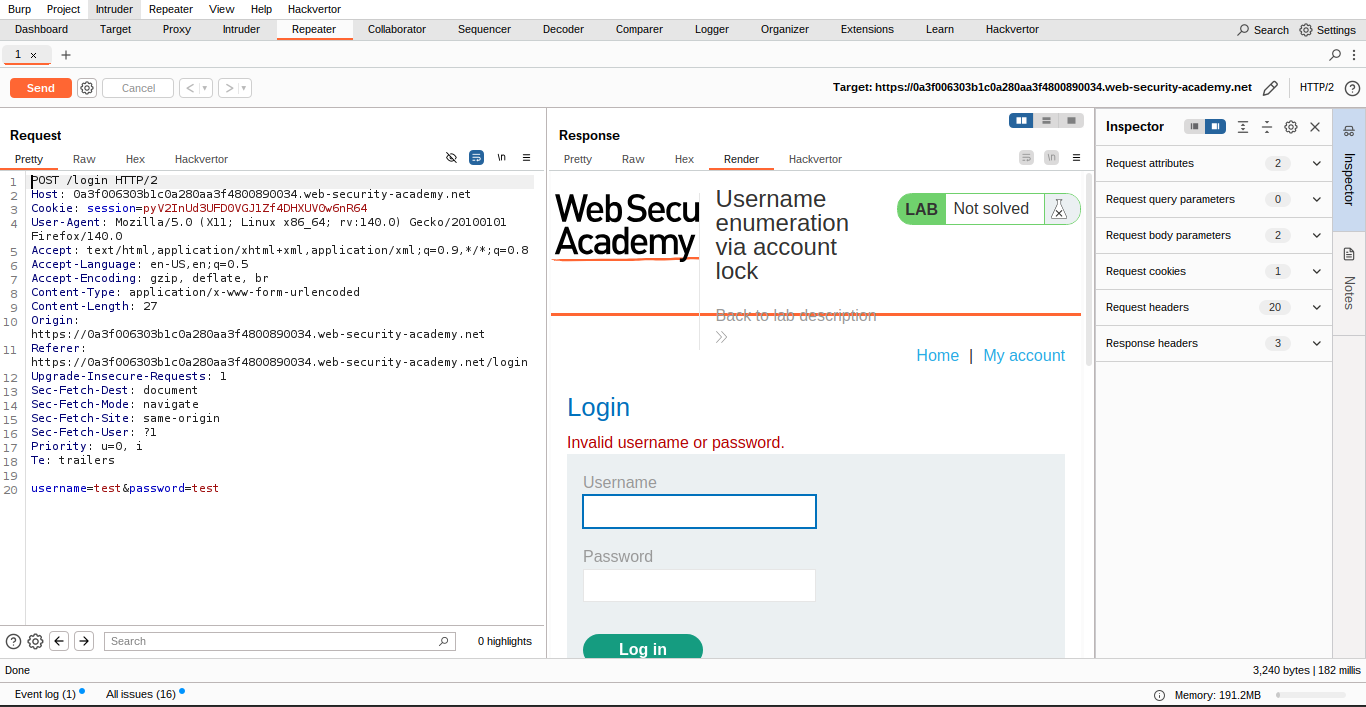 Burp Project Intruder Repeater View Help Hackvertor
Dashboard Target Proxy Intruder Repeater Collaborator Sequencer Decoder Comparer Logger Organizer Extensions Learn Hackvertor Search Settings
1 × +
Send Cancel < > Target: https://0a3f006303b1c0a280aa3f4800890034.web-security-academy.net HTTP/2
Request
Pretty Raw Hex Hackvertor \n
1 POST /login HTTP/2
2 Host: 0a3f006303b1c0a280aa3f4800890034.web-security-academy.net
3 Cookie: session=pyV2InUd3UFD0VGJ1Zf4DHXUV0w6nR64
4 User-Agent: Mozilla/5.0 (X11; Linux x86_64; rv:140.0) Gecko/20100101
Firefox/140.0
5 Accept: text/html,application/xhtml+xml,application/xml;q=0.9,*/*;q=0.8
6 Accept-Language: en-US,en;q=0.5
7 Accept-Encoding: gzip, deflate, br
8 Content-Type: application/x-www-form-urlencoded
9 Content-Length: 27
10 Origin:
https://0a3f006303b1c0a280aa3f4800890034.web-security-academy.net
11 Referer:
https://0a3f006303b1c0a280aa3f4800890034.web-security-academy.net/login
12 Upgrade-Insecure-Requests: 1
13 Sec-Fetch-Dest: document
14 Sec-Fetch-Mode: navigate
15 Sec-Fetch-Site: same-origin
16 Sec-Fetch-User: ?1
17 Priority: u=0, i
18 Te: trailers
19
20 username=test&password=test
Search 0 highlights
Response
Pretty Raw Hex Render Hackvertor \n
Web Secu
Academy
Username
enumeration
via account
lock
LAB Not solved
Back to lab description
Home | My account
Login
Invalid username or password.
Username
Password
Log in
Inspector
Request attributes 2
Request query parameters 0
Request body parameters 2
Request cookies 1
Request headers 20
Response headers 3
Inspector
Notes
Done 3,240 bytes | 182 millis
Event log (1) All issues (16) Memory: 191.2MB